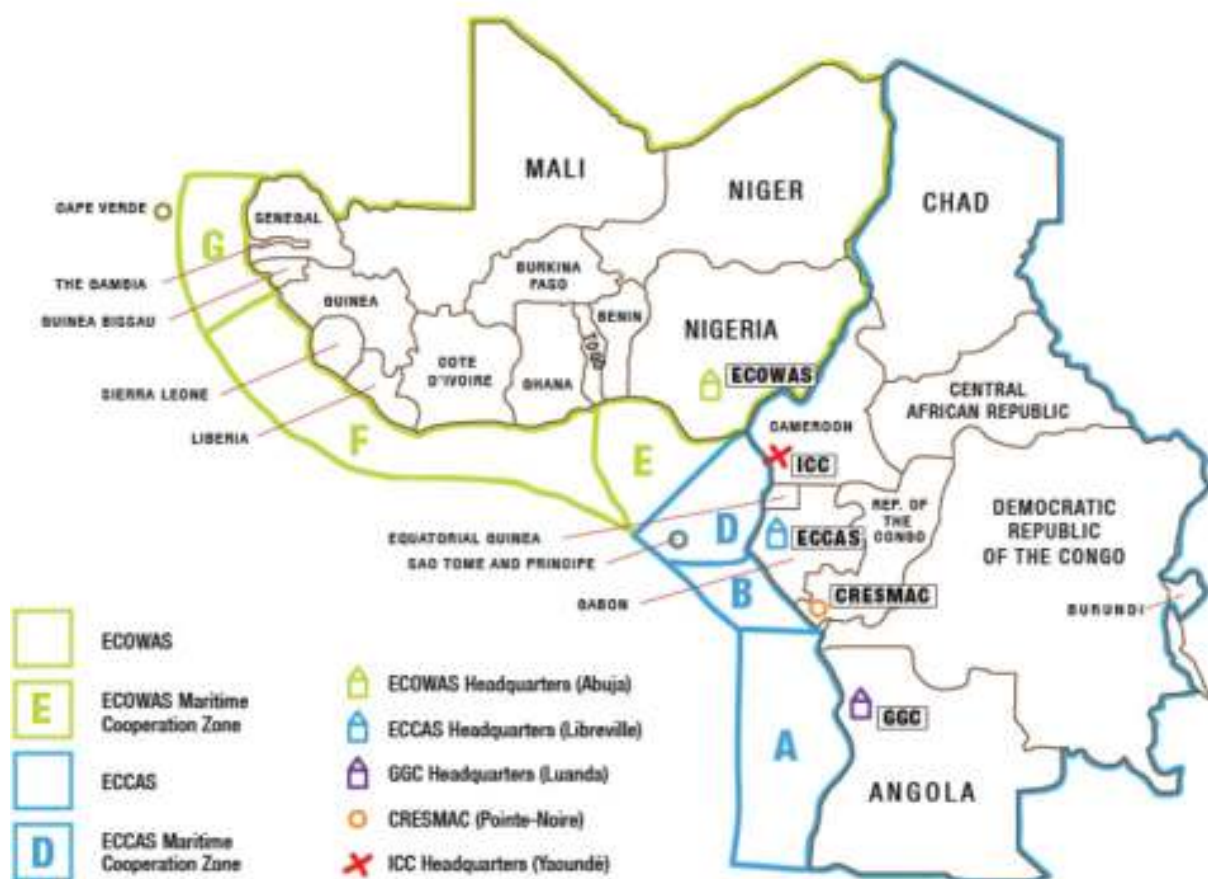 MALI
NIGER
CHAD
CAPE VERDE
SENEGAL
G
THE GAMBIA
BURKINA
FASO
GUINEA
BENIN
GUINEA BISSAU
NIGERIA
TOGO
COTE
D'IVOIRE
GHANA
ECOWAS
SIERRA LEONE
CENTRAL
AFRICAN REPUBLIC
LIBERIA
F
E
CAMEROON
ICC
REP. OF
THE
CONGO
DEMOCRATIC
REPUBLIC
OF THE CONGO
EQUATORIAL GUINEA
D
ECCAS
SAO TOME AND PRINCIPE
GABON
B
CRESMAC
BURUNDI
A
GGC
ANGOLA
ECOWAS
E
ECOWAS Maritime
Cooperation Zone
ECCAS
D
ECCAS Maritime
Cooperation Zone
ECOWAS Headquarters (Abuja)
ECCAS Headquarters (Libreville)
GGC Headquarters (Luanda)
CRESMAC (Pointe-Noire)
ICC Headquarters (Yaoundé)